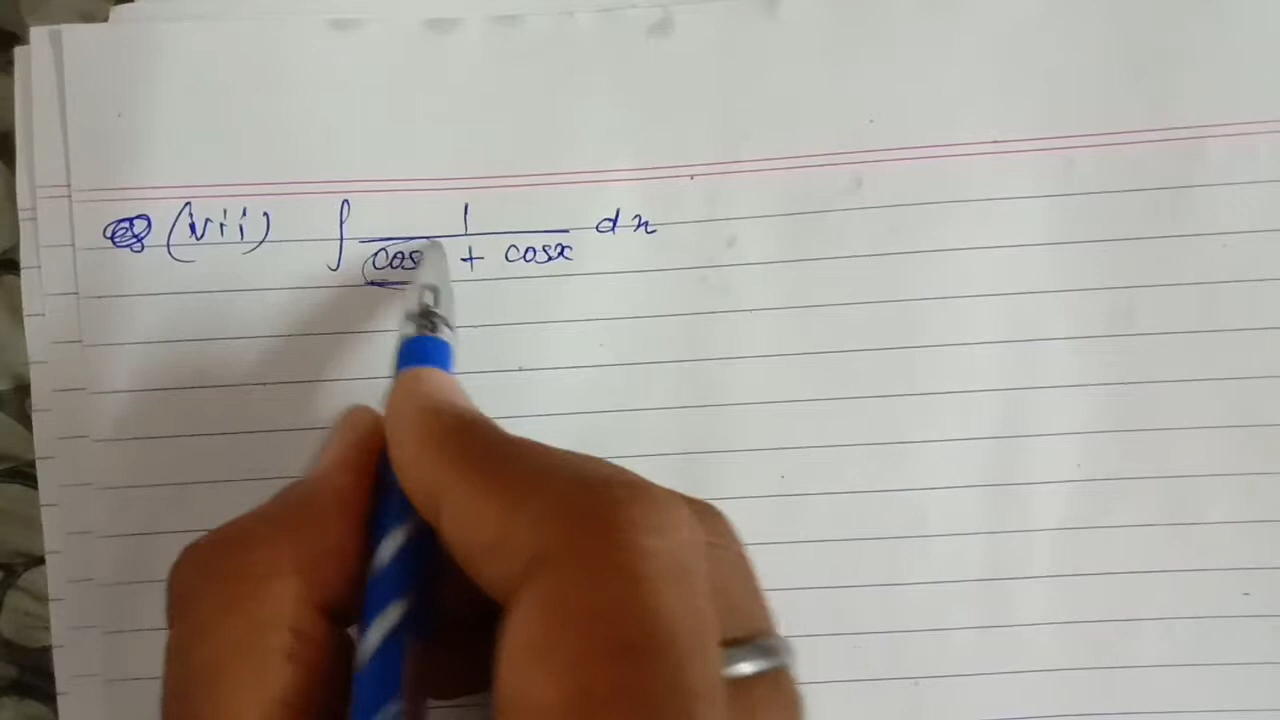 (vii) ∫ 1 / cos + cosx dx